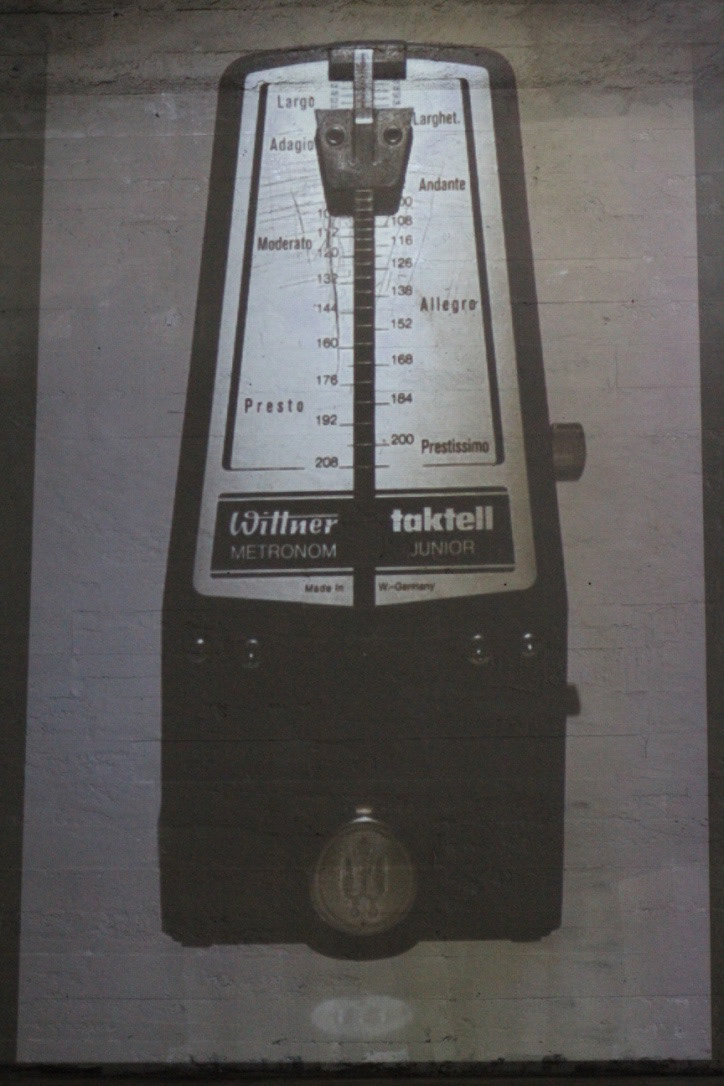 Largo
Larghet.
Adagio
Andante
108
Moderato
116
120
126
132
138
Allegro
144
152
160
168
176
184
Presto
192
200
Prestissimo
208
Wittner taktell
METRONOM JUNIOR
Made in W.-Germany